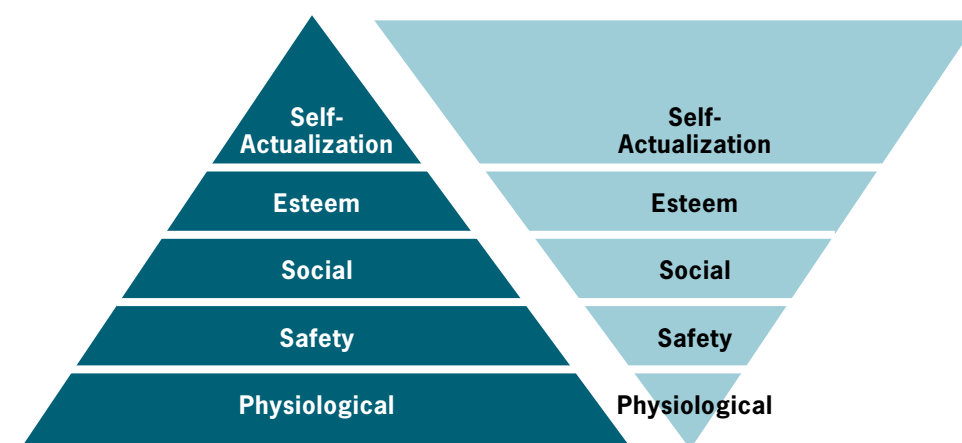 Self-
Actualization
Esteem
Social
Safety
Physiological
Self-
Actualization
Esteem
Social
Safety
Physiological